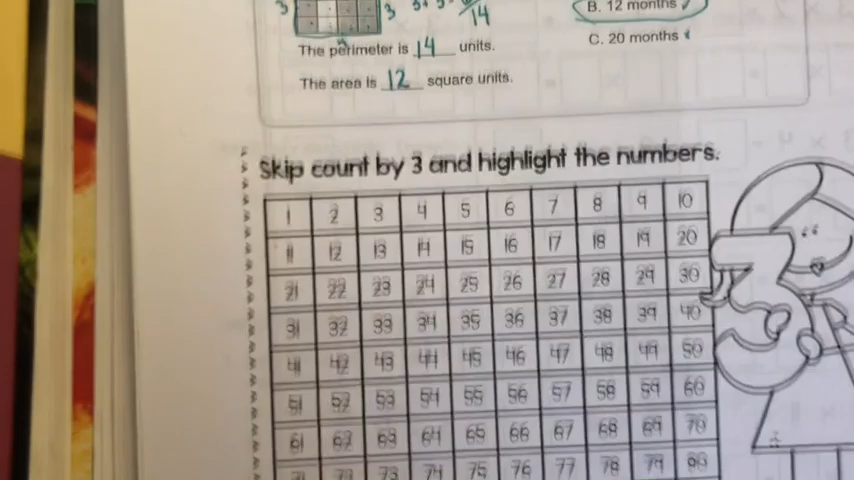 3 3 14
B. 12 months
The perimeter is 14 units.
C. 20 months
The area is 12 square units.
Skip count by 3 and highlight the numbers.
1 2 3 4 5 6 7 8 9 10
11 12 13 14 15 16 17 18 19 20
21 22 23 24 25 26 27 28 29 30
31 32 33 34 35 36 37 38 39 40
41 42 43 44 45 46 47 48 49 50
51 52 53 54 55 56 57 58 59 60
61 62 63 64 65 66 67 68 69 70
73 74 75 76 77 78 79 80
3